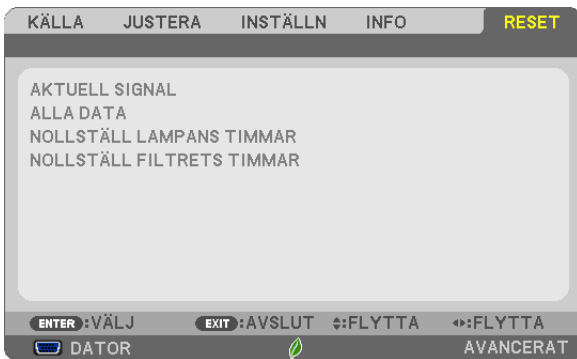 KÄLLA JUSTERA INSTÄLLN INFO RESET
AKTUELL SIGNAL
ALLA DATA
NOLLSTÄLL LAMPANS TIMMAR
NOLLSTÄLL FILTRETS TIMMAR
ENTER :VÄLJ EXIT :AVSLUT :FLYTTA :FLYTTA
DATOR AVANCERAT